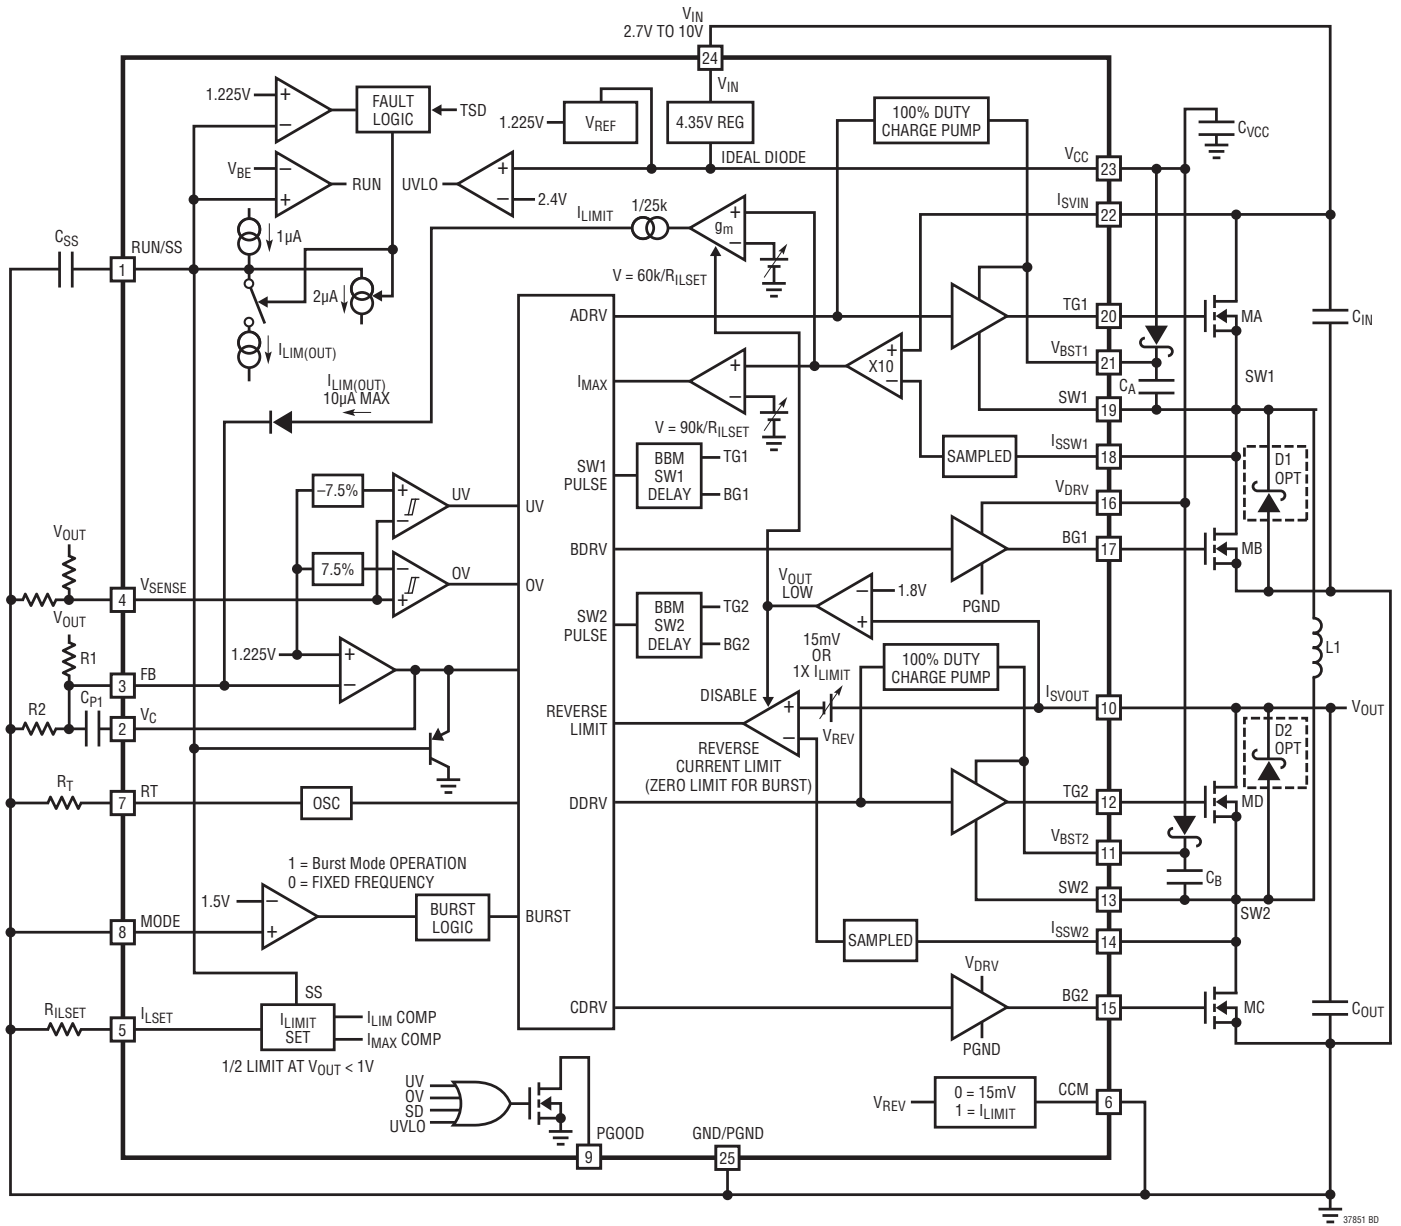 VIN
2.7V TO 10V
24
VIN
1.225V
+
–
FAULT
LOGIC
TSD
1.225V
VREF
4.35V REG
100% DUTY
CHARGE PUMP
CVCC
VBE
–
+
RUN
UVLO
+
–
2.4V
IDEAL DIODE
VCC
23
ISVIN
22
1µA
ILIMIT
1/25k
gm
+
–
V = 60k/RILSET
CSS
RUN/SS
1
2µA
ILIM(OUT)
ADRV
TG1
20
MA
CIN
VBST1
21
CA
SW1
19
SW1
X10
+
–
IMAX
+
–
V = 90k/RILSET
ILIM(OUT)
10µA MAX
SAMPLED
ISSW1
18
D1
OPT
SW1
PULSE
BBM
SW1
DELAY
TG1
BG1
–7.5%
+
–
UV
UV
VDRV
16
BDRV
BG1
17
MB
PGND
VOUT
VSENSE
4
7.5%
–
+
OV
OV
VOUT
LOW
–
+
1.8V
SW2
PULSE
BBM
SW2
DELAY
TG2
BG2
VOUT
R1
1.225V
+
–
15mV
OR
1X ILIMIT
100% DUTY
CHARGE PUMP
L1
FB
3
R2
CP1
VC
2
DISABLE
ISVOUT
10
VOUT
REVERSE
LIMIT
+
–
VREV
REVERSE
CURRENT LIMIT
(ZERO LIMIT FOR BURST)
D2
OPT
RT
RT
7
OSC
DDRV
TG2
12
MD
VBST2
11
CB
SW2
13
SW2
1 = Burst Mode OPERATION
0 = FIXED FREQUENCY
1.5V
–
+
BURST
LOGIC
BURST
MODE
8
SAMPLED
ISSW2
14
VDRV
CDRV
BG2
15
MC
COUT
PGND
SS
RILSET
ILSET
5
ILIMIT
SET
ILIM COMP
IMAX COMP
1/2 LIMIT AT VOUT < 1V
UV
OV
SD
UVLO
PGOOD
9
GND/PGND
25
VREV
0 = 15mV
1 = ILIMIT
CCM
6
37851 BD